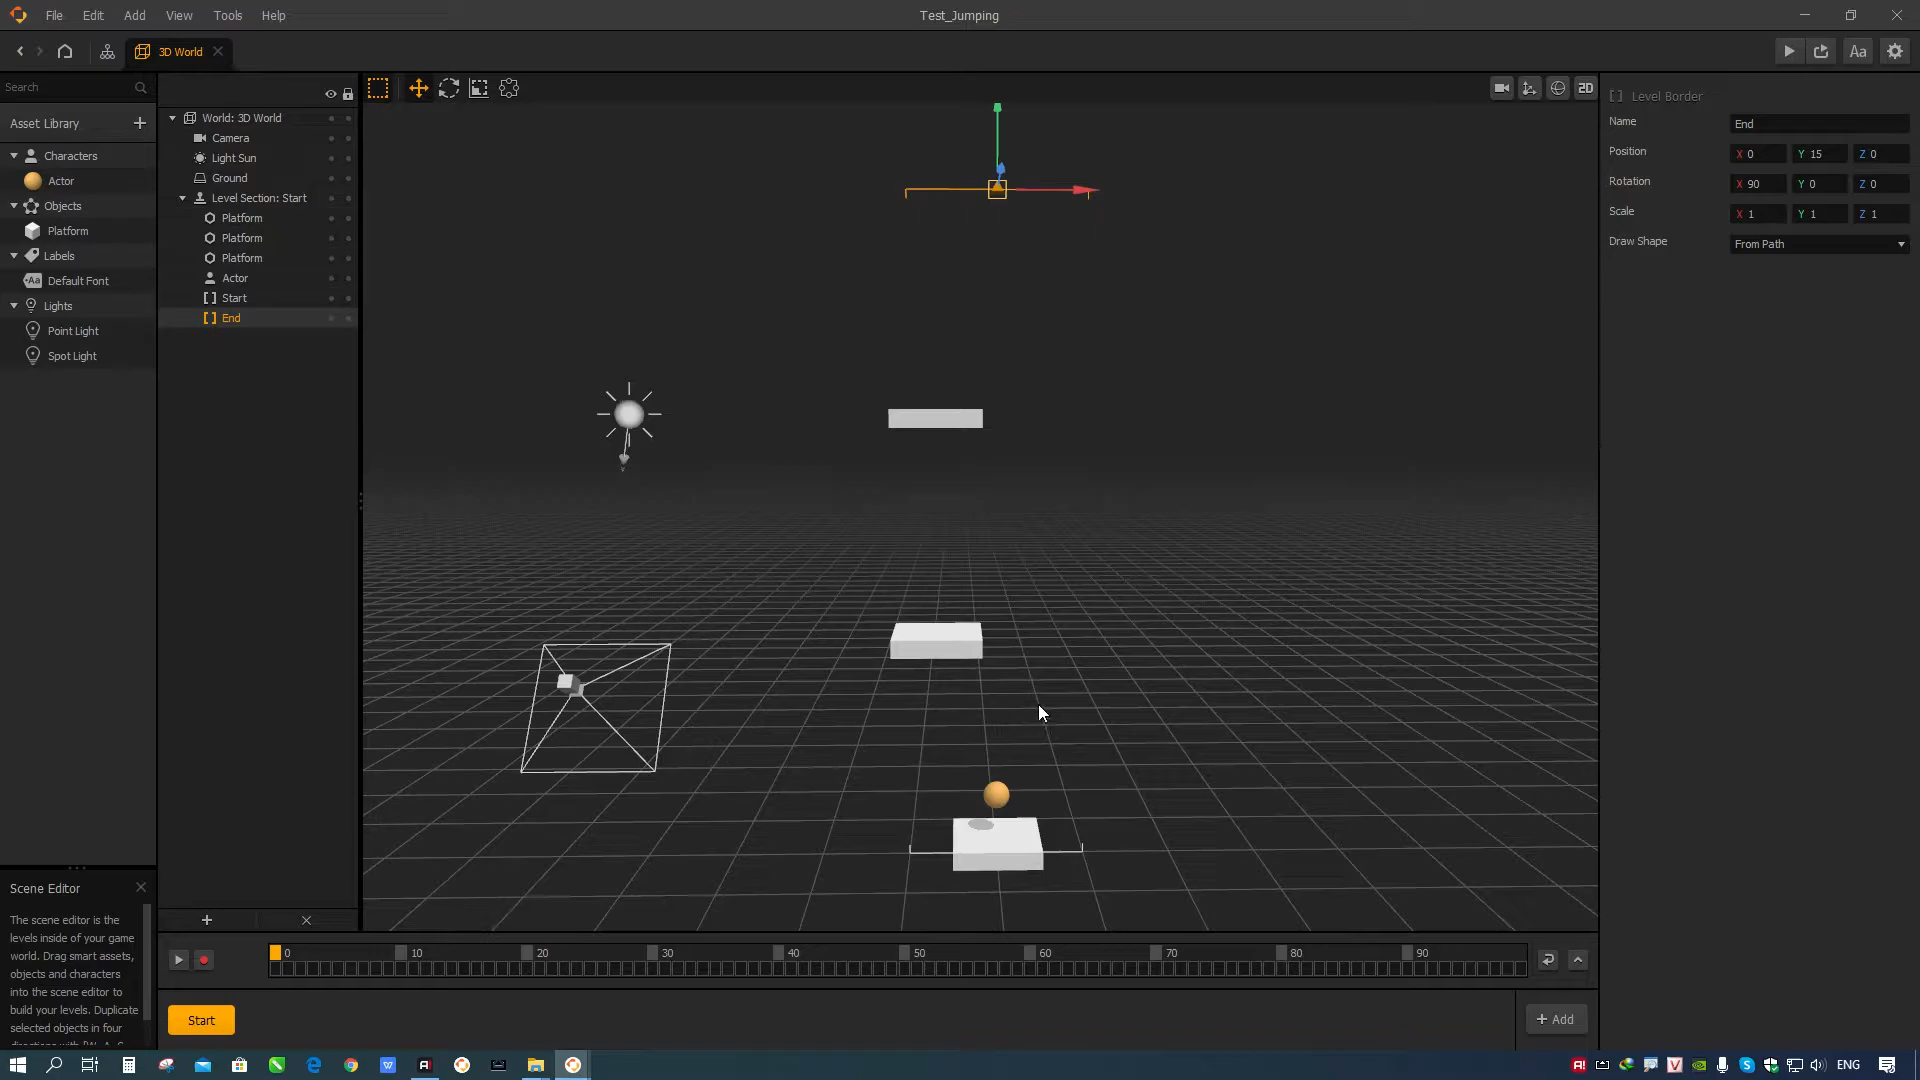 File Edit Add View Tools Help
Test_Jumping
3D World
Aa
Search
2D
Asset Library
Characters
Actor
Objects
Platform
Labels
Aa Default Font
Lights
Point Light
Spot Light
World: 3D World
Camera
Light Sun
Ground
Level Section: Start
Platform
Platform
Platform
Actor
Start
End
Level Border
Name End
Position X 0 Y 15 Z 0
Rotation X 90 Y 0 Z 0
Scale X 1 Y 1 Z 1
Draw Shape From Path
Scene Editor
The scene editor is the
levels inside of your game
world. Drag smart assets,
objects and characters
into the scene editor to
build your levels. Duplicate
selected objects in four
0 10 20 30 40 50 60 70 80 90
Start
+ Add
ENG